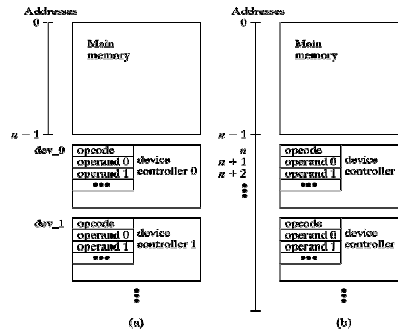 Addresses
0
Main
memory
n − 1
dev_0
opcode
operand 0
operand 1
•••
device
controller 0
dev_1
opcode
operand 0
operand 1
•••
device
controller 1
(a)
Addresses
0
Main
memory
n − 1
n
n + 1
n + 2
opcode
operand 0
operand 1
•••
device
controller
opcode
operand 0
operand 1
•••
device
controller
(b)